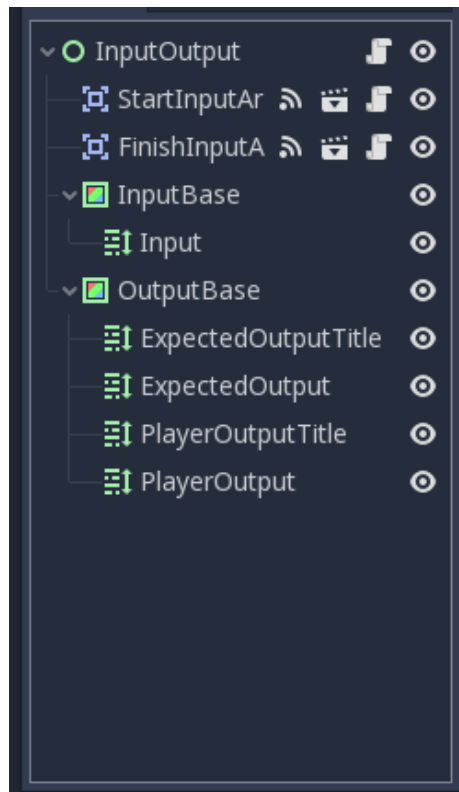 InputOutput
StartInputAr
FinishInputA
InputBase
Input
OutputBase
ExpectedOutputTitle
ExpectedOutput
PlayerOutputTitle
PlayerOutput